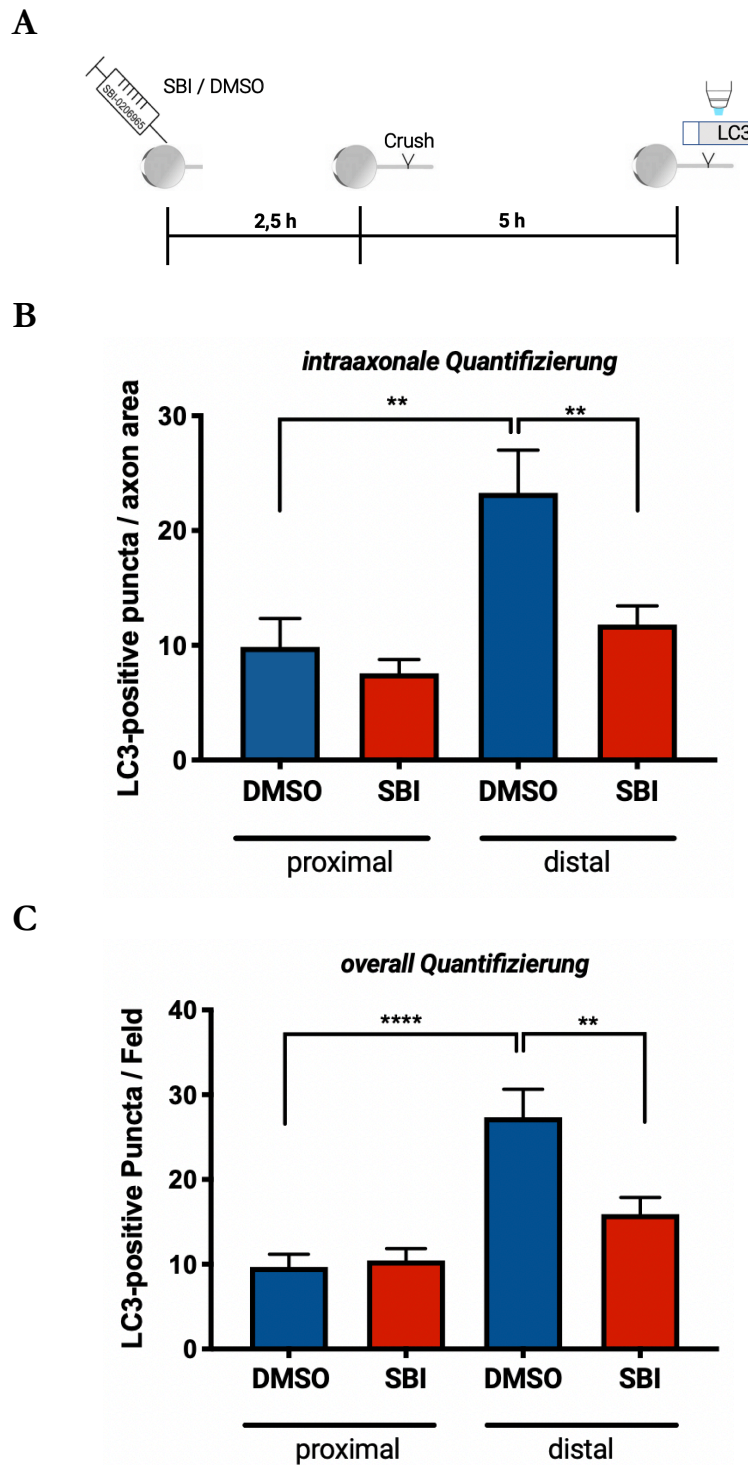 A
SBI / DMSO
SBI-0206965
Crush
LC3
2,5 h
5 h
B
intraaxonale Quantifizierung
LC3-positive puncta / axon area
30
20
10
0
**
**
DMSO
SBI
DMSO
SBI
proximal
distal
C
overall Quantifizierung
LC3-positive Puncta / Feld
40
30
20
10
0
****
**
DMSO
SBI
DMSO
SBI
proximal
distal